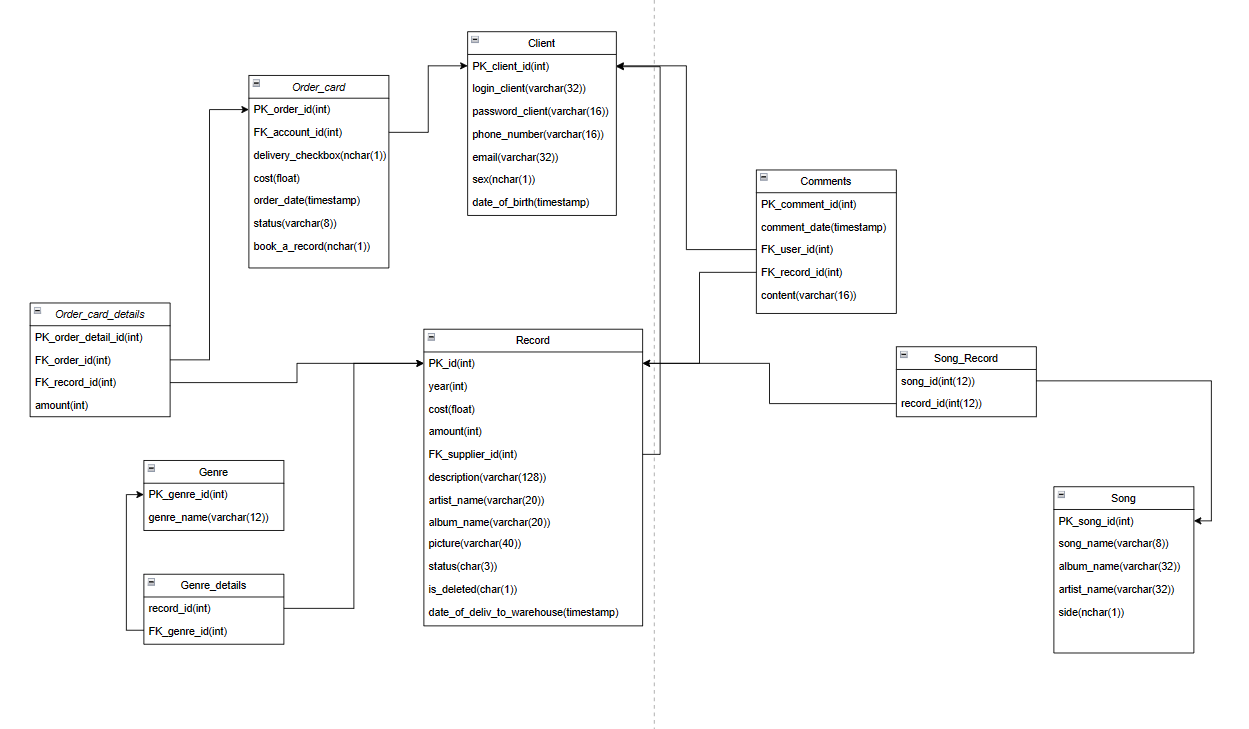 Client
PK_client_id(int)
login_client(varchar(32))
password_client(varchar(16))
phone_number(varchar(16))
email(varchar(32))
sex(nchar(1))
date_of_birth(timestamp)
Order_card
PK_order_id(int)
FK_account_id(int)
delivery_checkbox(nchar(1))
cost(float)
order_date(timestamp)
status(varchar(8))
book_a_record(nchar(1))
Comments
PK_comment_id(int)
comment_date(timestamp)
FK_user_id(int)
FK_record_id(int)
content(varchar(16))
Order_card_details
PK_order_detail_id(int)
FK_order_id(int)
FK_record_id(int)
amount(int)
Record
PK_id(int)
year(int)
cost(float)
amount(int)
FK_supplier_id(int)
description(varchar(128))
artist_name(varchar(20))
album_name(varchar(20))
picture(varchar(40))
status(char(3))
is_deleted(char(1))
date_of_deliv_to_warehouse(timestamp)
Song_Record
song_id(int(12))
record_id(int(12))
Genre
PK_genre_id(int)
genre_name(varchar(12))
Genre_details
record_id(int)
FK_genre_id(int)
Song
PK_song_id(int)
song_name(varchar(8))
album_name(varchar(32))
artist_name(varchar(32))
side(nchar(1))